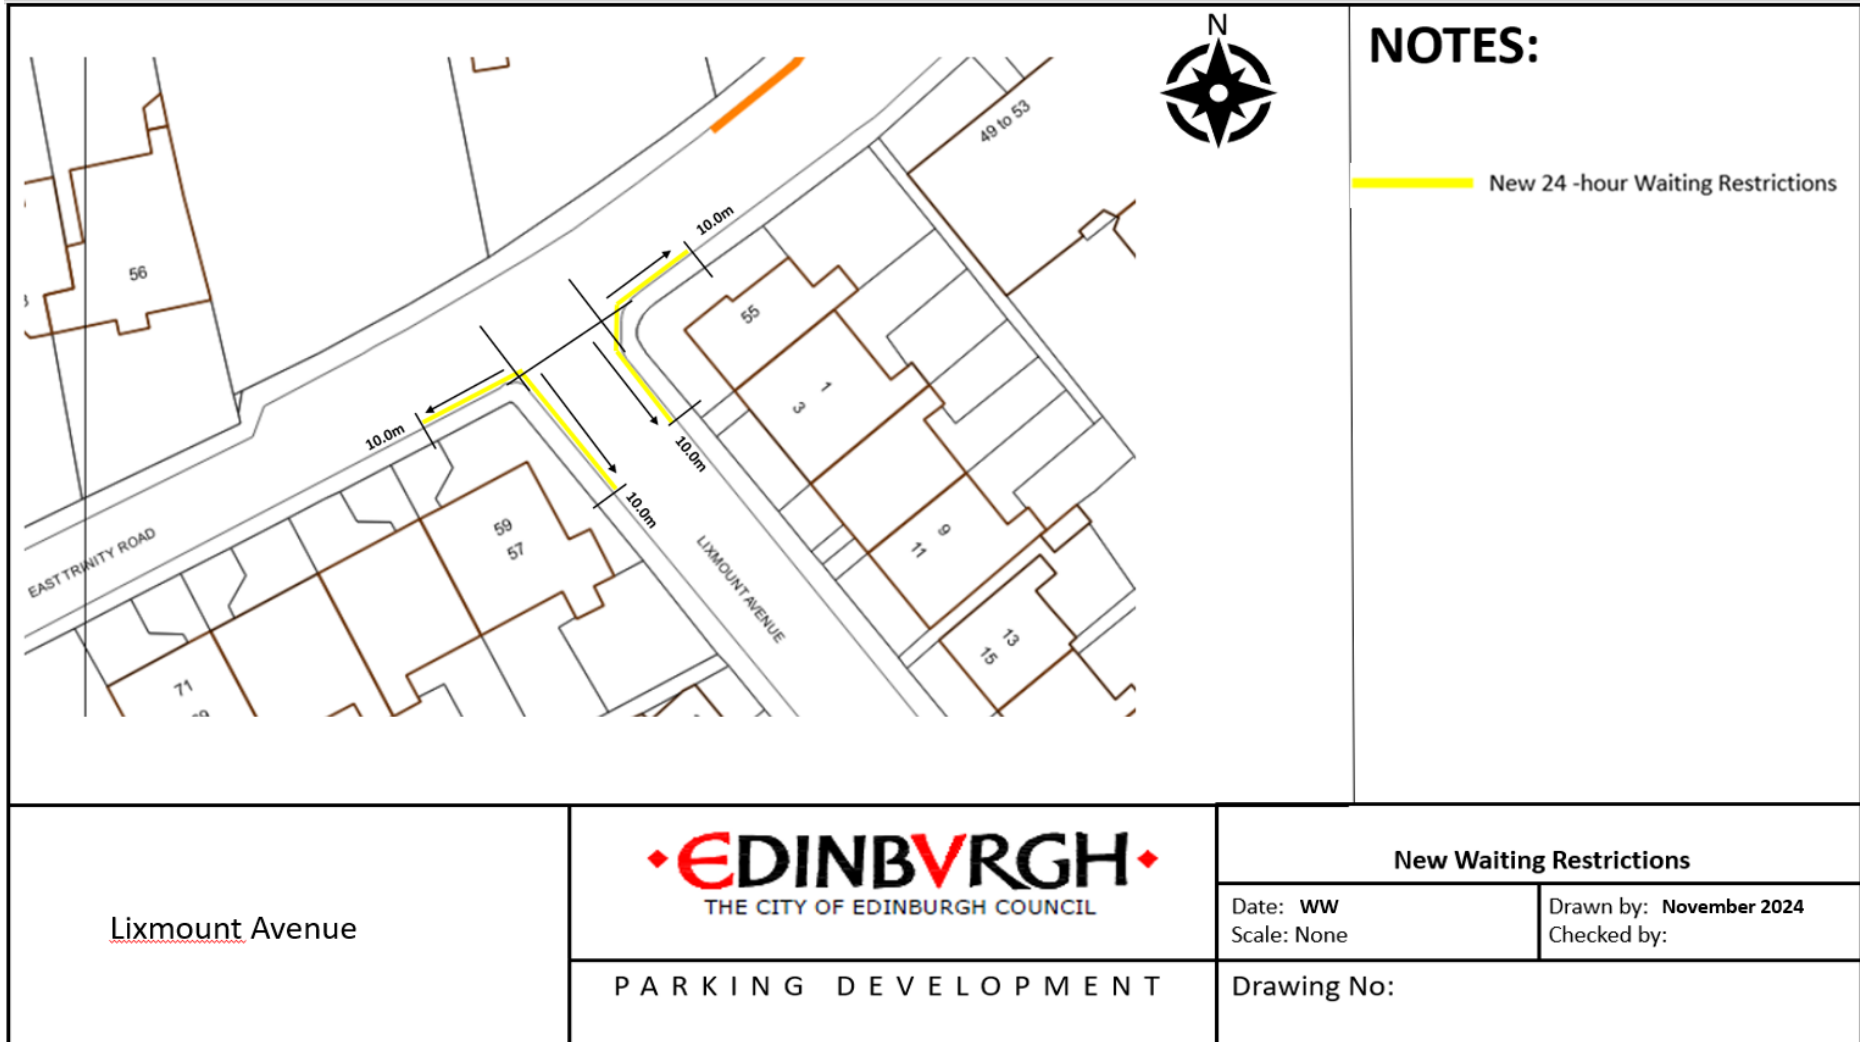 N
NOTES:
New 24 -hour Waiting Restrictions
49 to 53
56
10.0m
55
1
3
10.0m
10.0m
10.0m
59
57
9
11
EAST TRINITY ROAD
LIXMOUNT AVENUE
13
15
71
Lixmount Avenue
EDINBVRGH
THE CITY OF EDINBURGH COUNCIL
PARKING DEVELOPMENT
New Waiting Restrictions
Date: WW
Scale: None
Drawn by: November 2024
Checked by:
Drawing No: